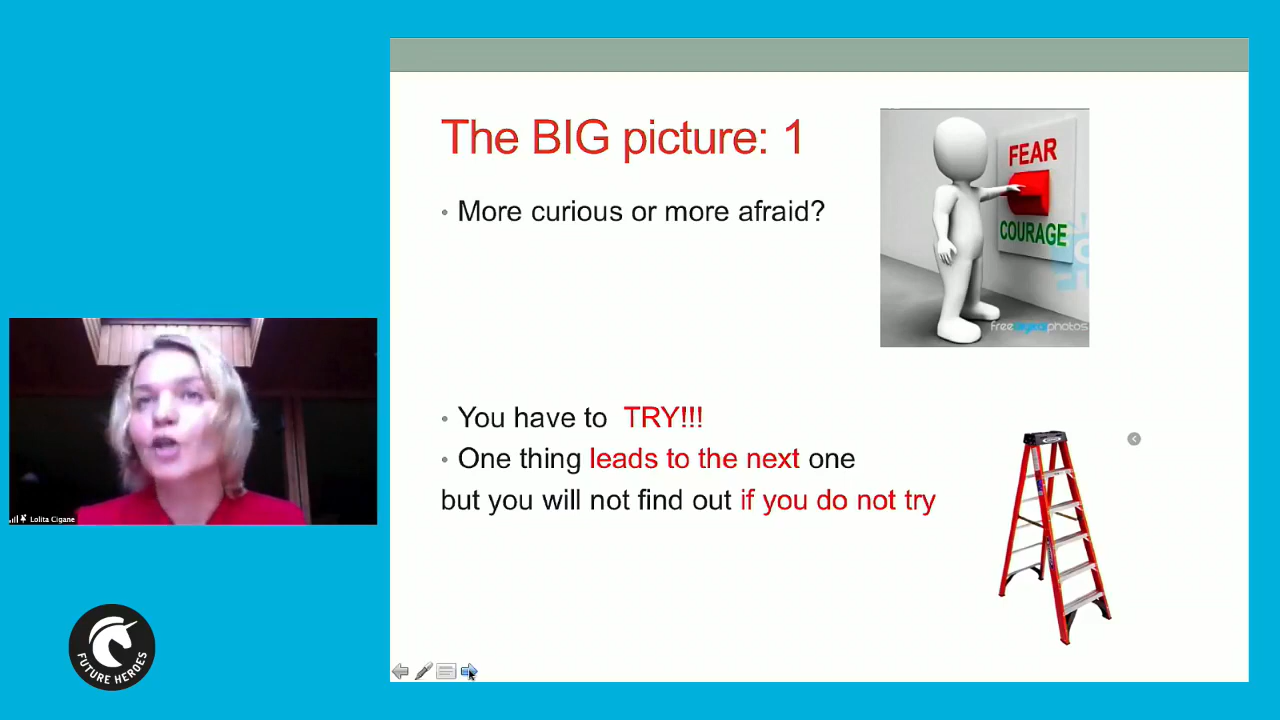 The BIG picture: 1
• More curious or more afraid?
FEAR
COURAGE
• You have to TRY!!!
• One thing leads to the next one
but you will not find out if you do not try
Lolita Cigane
FUTURE HEROES